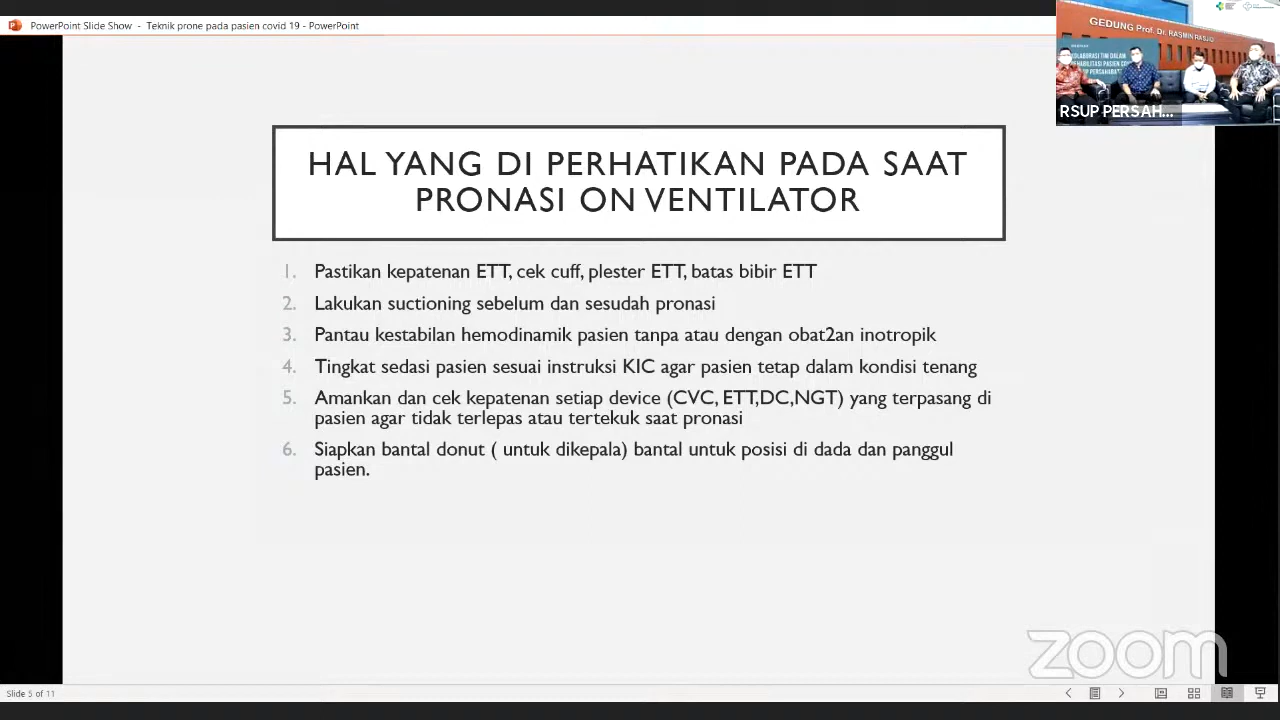 PowerPoint Slide Show - Teknik prone pada pasien covid 19 - PowerPoint
GEDUNG Prof. Dr. RASMIN RASJID
RSUP PERSAH...
HAL YANG DI PERHATIKAN PADA SAAT
PRONASI ON VENTILATOR
1. Pastikan kepatenan ETT, cek cuff, plester ETT, batas bibir ETT
2. Lakukan suctioning sebelum dan sesudah pronasi
3. Pantau kestabilan hemodinamik pasien tanpa atau dengan obat2an inotropik
4. Tingkat sedasi pasien sesuai instruksi KIC agar pasien tetap dalam kondisi tenang
5. Amankan dan cek kepatenan setiap device (CVC, ETT,DC,NGT) yang terpasang di
pasien agar tidak terlepas atau tertekuk saat pronasi
6. Siapkan bantal donut ( untuk dikepala) bantal untuk posisi di dada dan panggul
pasien.
zoom
Slide 5 of 11